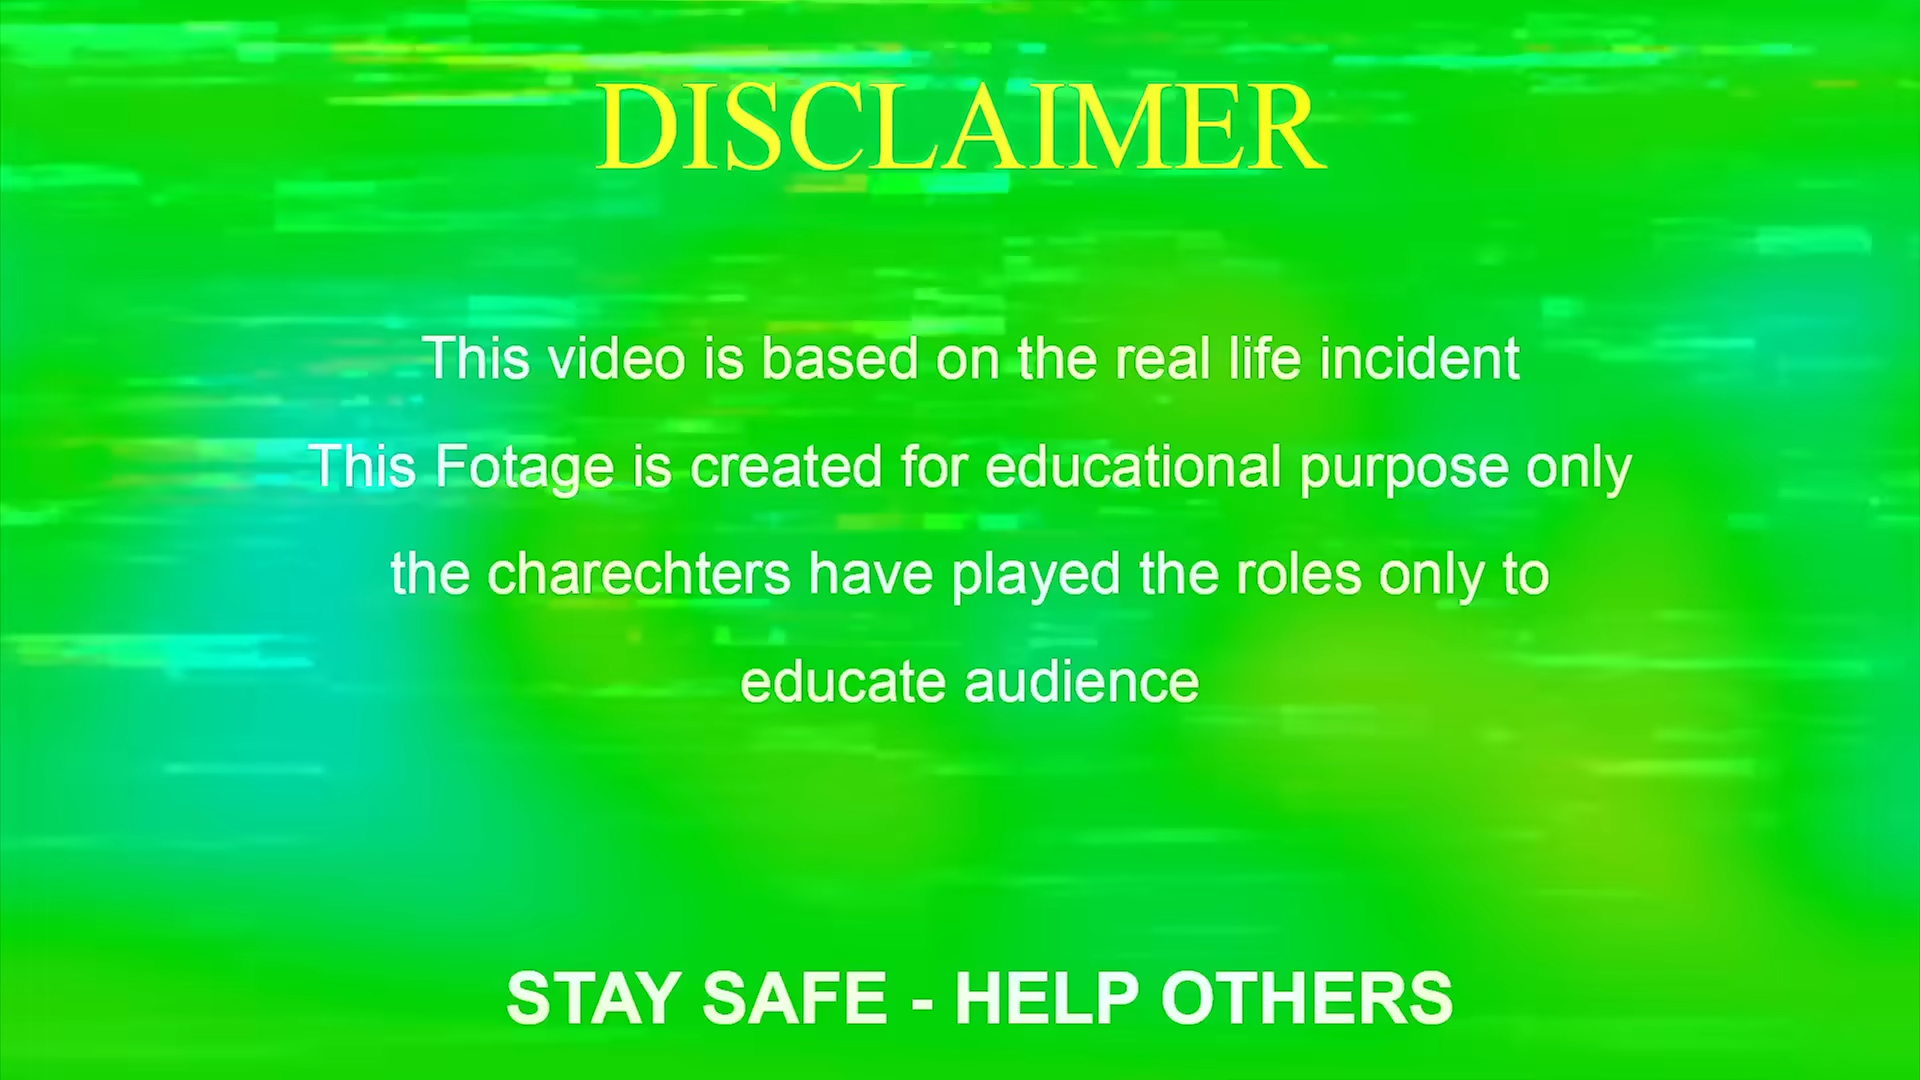 DISCLAIMER
This video is based on the real life incident
This Fotage is created for educational purpose only
the charechters have played the roles only to
educate audience
STAY SAFE - HELP OTHERS